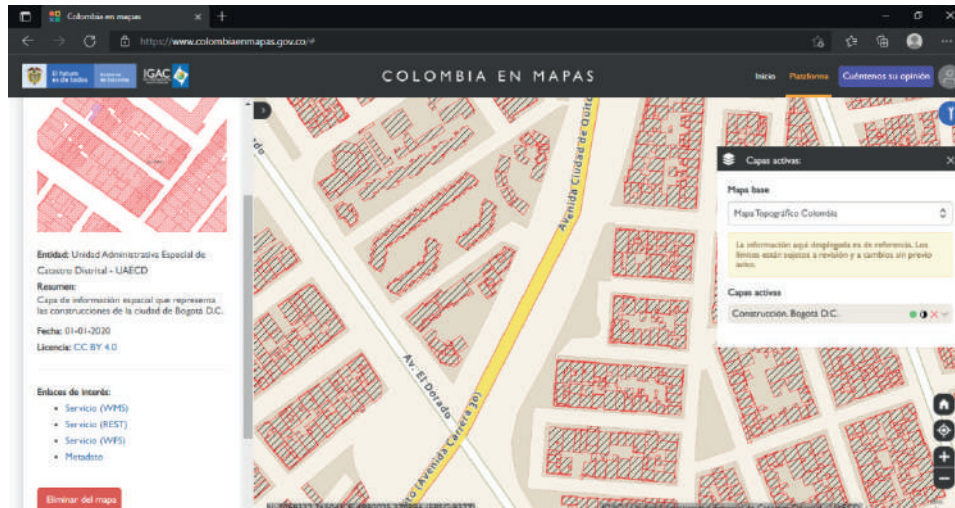 Colombia en mapas
https://www.colombiaenmapas.gov.co/#
El futuro
es de todos
IGAC
COLOMBIA EN MAPAS
Inicio
Plataforma
Cuéntenos su opinión
Entidad: Unidad Administrativa Especial de
Catastro Distrital - UAECD
Resumen:
Capa de información espacial que representa
las construcciones de la ciudad de Bogotá D.C.
Fecha: 01-01-2020
Licencia: CC BY 4.0
Enlaces de interés:
Servicio (WMS)
Servicio (REST)
Servicio (WFS)
Metadato
Eliminar del mapa
Avenida Ciudad de Quito
Av. El Dorado
(Avenida Carrera 30)
Capas activas:
Mapa base
Mapa Topográfico Colombia
La información aquí desplegada es de referencia. Los
límites están sujetos a revisión y a cambios sin previo
aviso.
Capas activas
Construcción. Bogotá D.C.